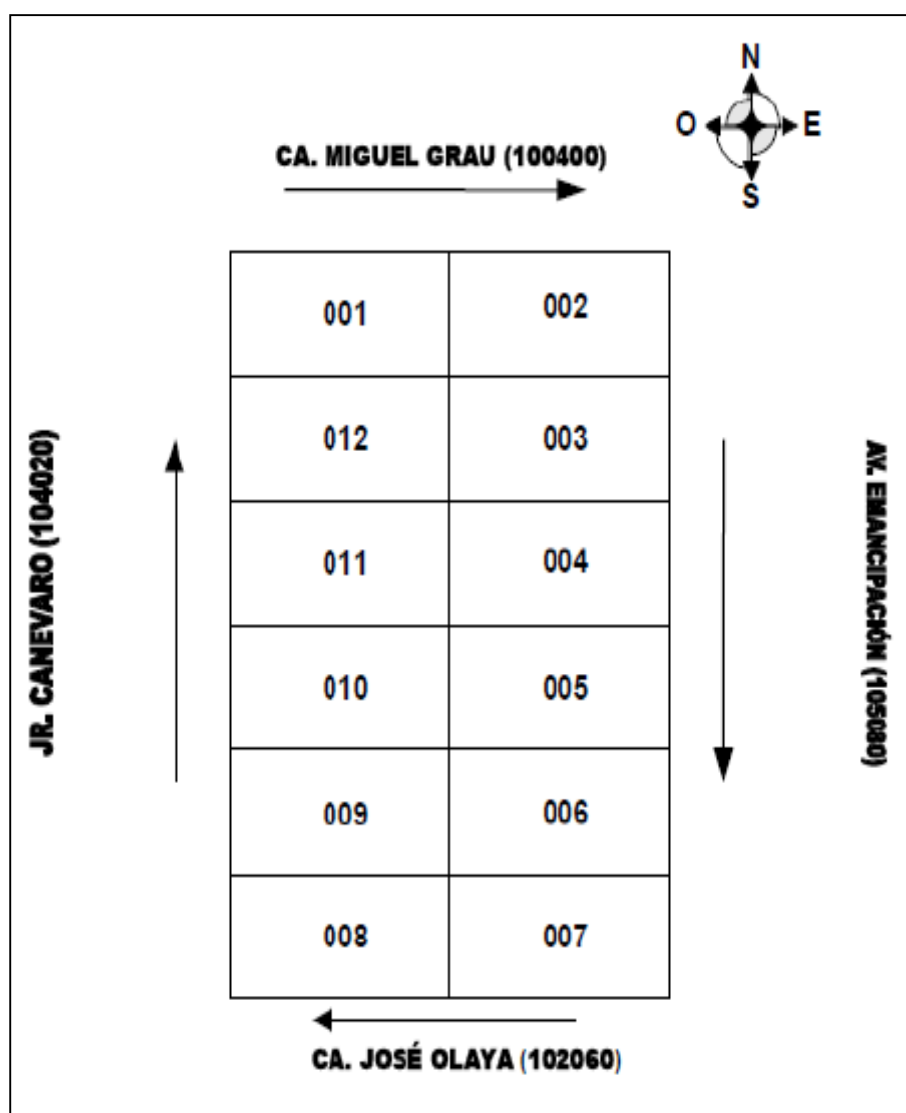 N
O E
S
CA. MIGUEL GRAU (100400)
001 002
012 003
011 004
010 005
009 006
008 007
JR. CANEVARO (104020)
AV. EMANCIPACIÓN (105080)
CA. JOSÉ OLAYA (102060)